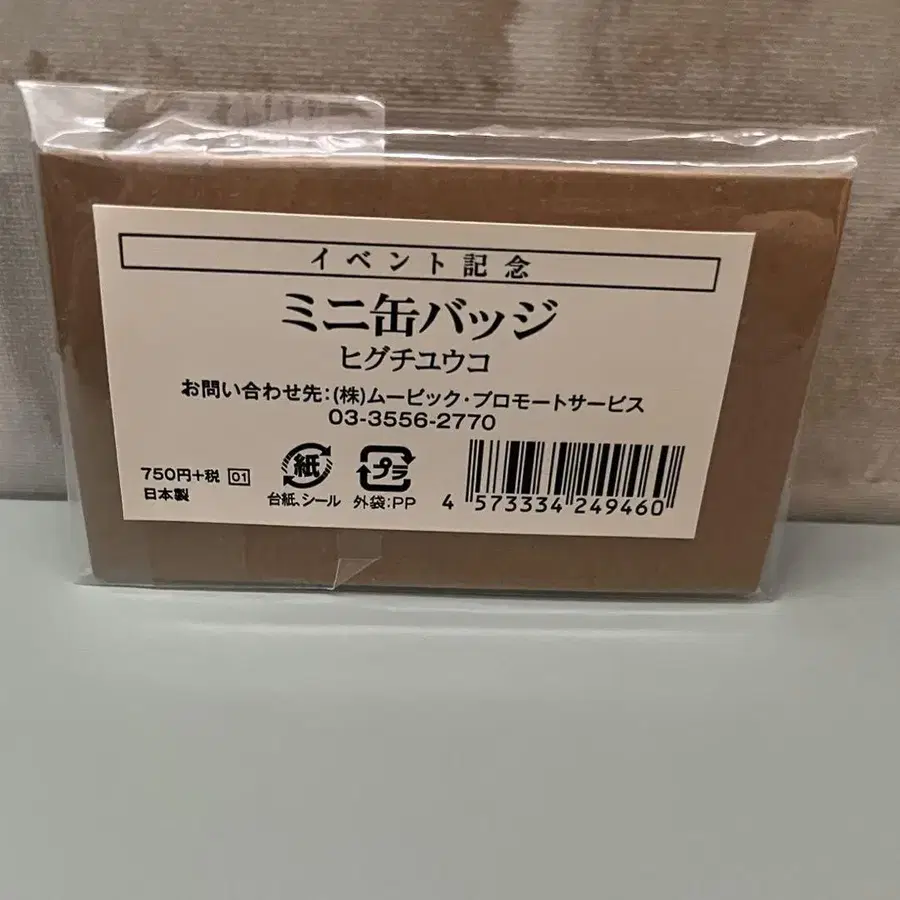 イベント記念
ミニ缶バッジ
ヒグチユウコ
お問い合わせ先:(株)ムービック・プロモートサービス
03-3556-2770
750円+税 01
日本製
紙
台紙、シール
プラ
外袋:PP
4 573334 249460